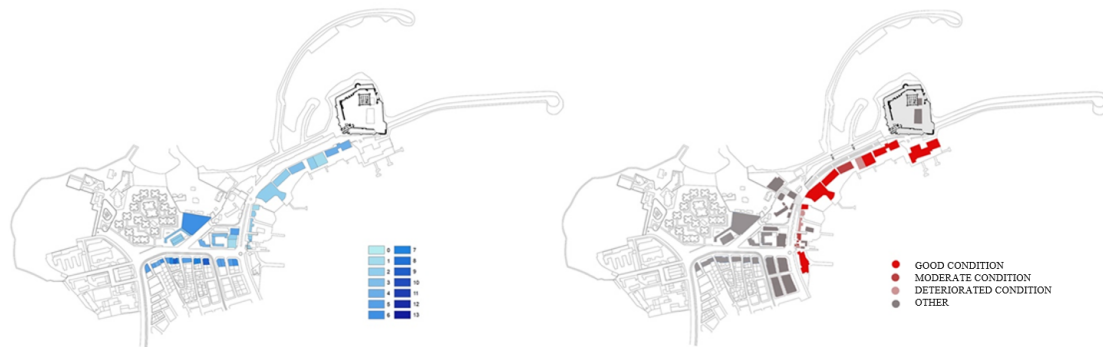 0 7
1 8
2 9
3 10
4 11
5 12
6 13
GOOD CONDITION
MODERATE CONDITION
DETERIORATED CONDITION
OTHER